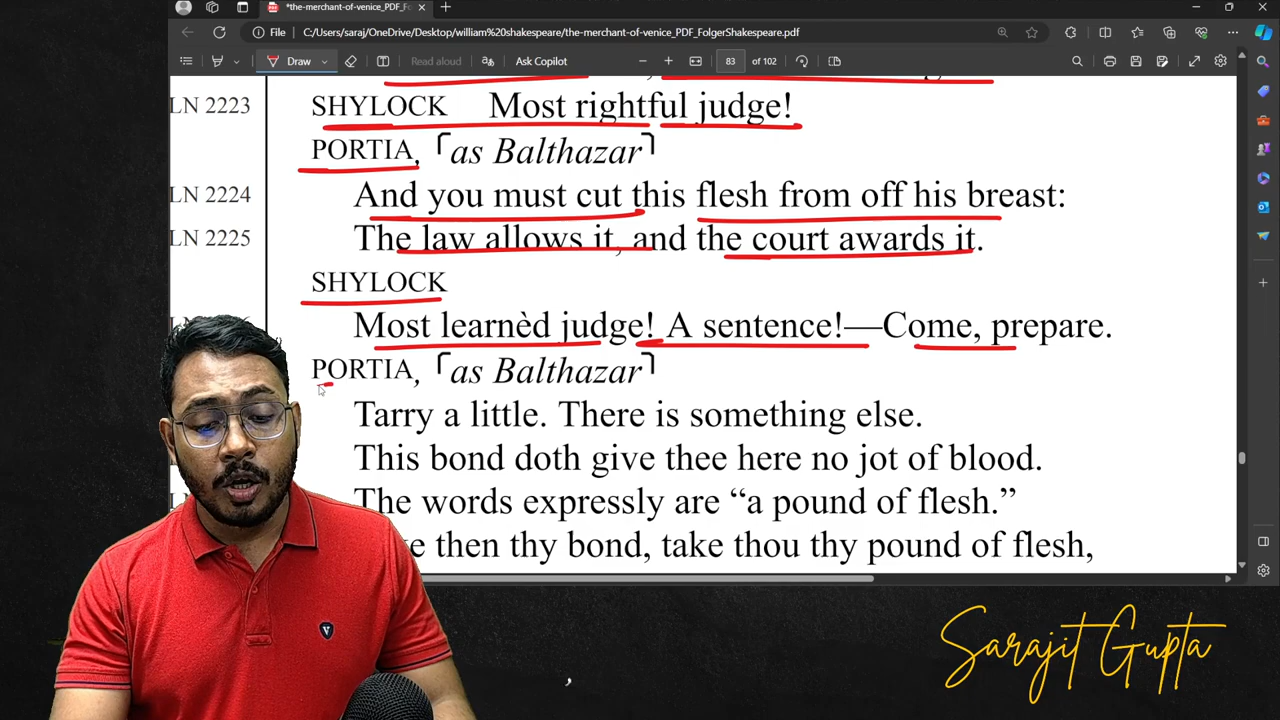 *the-merchant-of-venice_PDF_F
File C:/Users/saraj/OneDrive/Desktop/william%20shakespeare/the-merchant-of-venice_PDF_FolgerShakespeare.pdf
Draw Read aloud Ask Copilot 83 of 102
LN 2223 SHYLOCK Most rightful judge!
PORTIA, ⌜as Balthazar⌝
LN 2224 And you must cut this flesh from off his breast:
LN 2225 The law allows it, and the court awards it.
SHYLOCK
Most learnèd judge! A sentence!—Come, prepare.
PORTIA, ⌜as Balthazar⌝
Tarry a little. There is something else.
This bond doth give thee here no jot of blood.
The words expressly are “a pound of flesh.”
then thy bond, take thou thy pound of flesh,
Sarajit Gupta